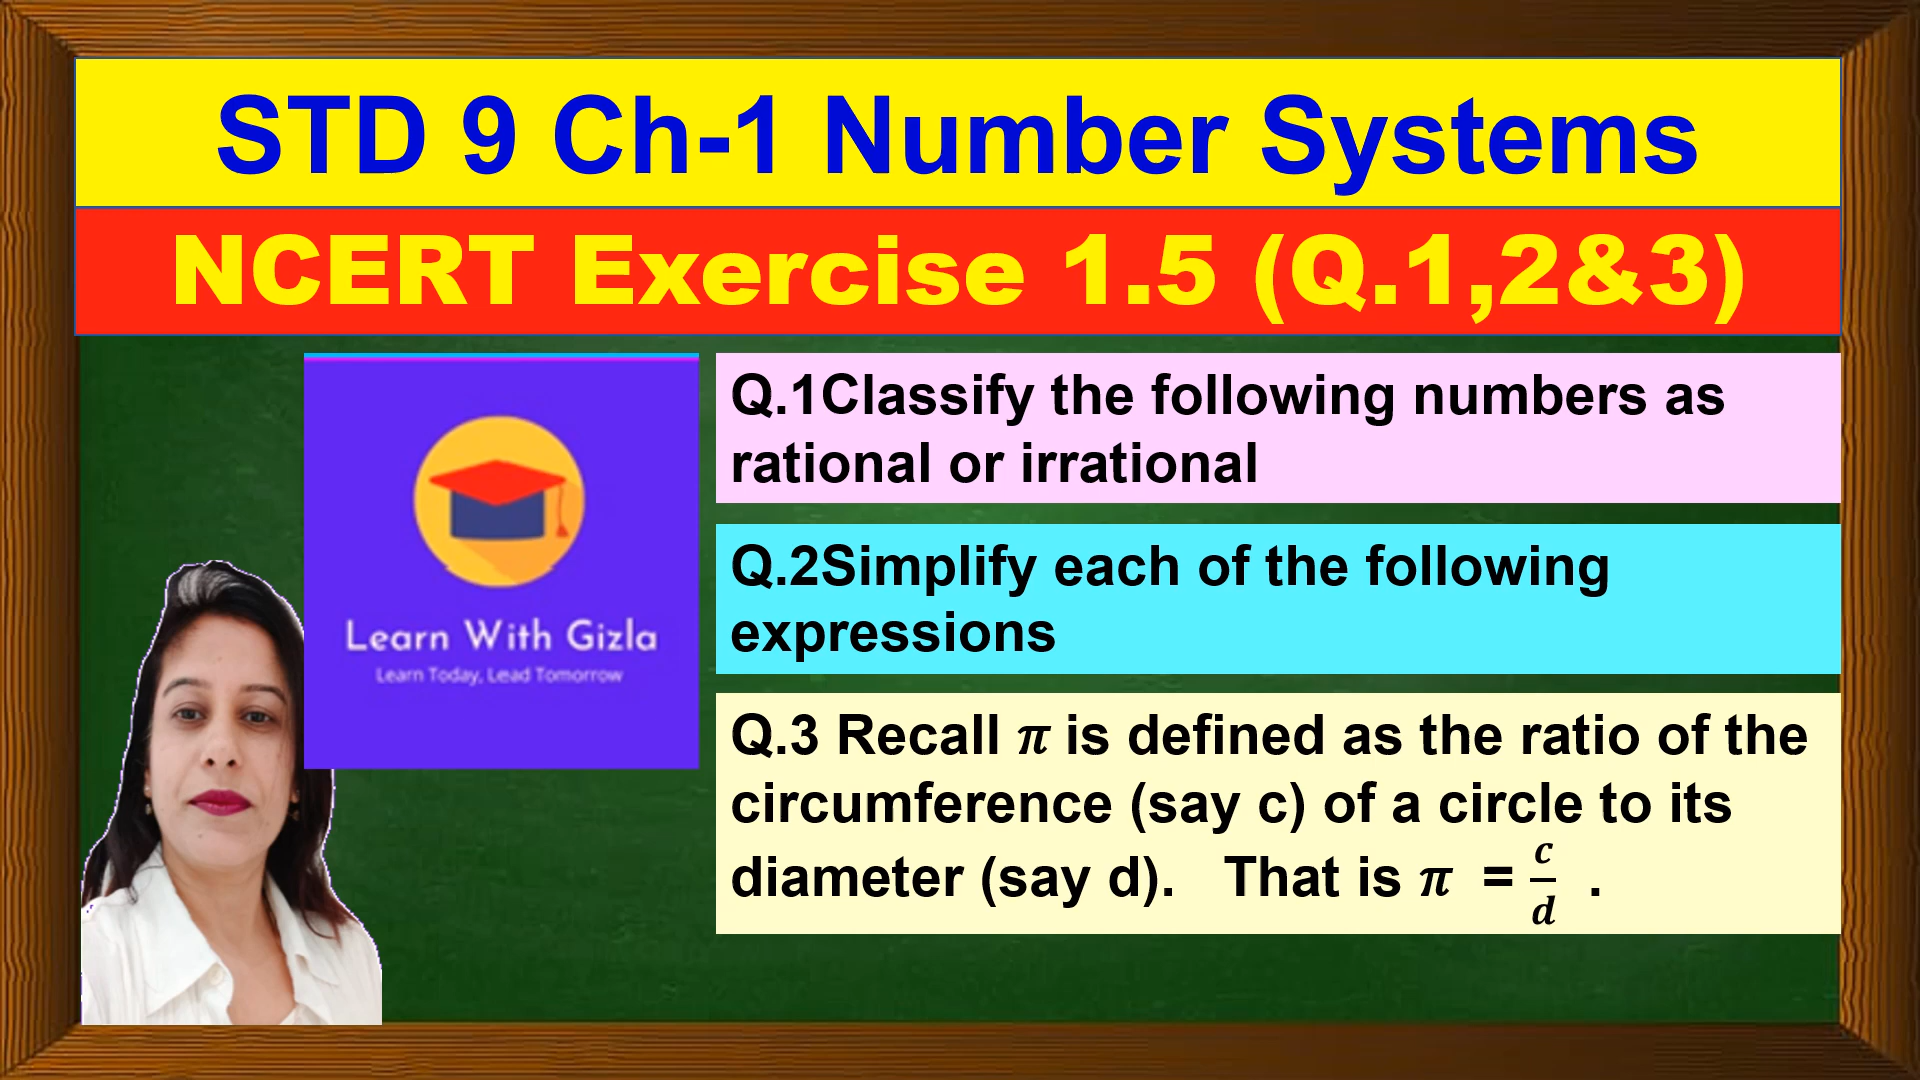 STD 9 Ch-1 Number Systems
NCERT Exercise 1.5 (Q.1,2&3)
Learn With Gizla
Learn Today, Lead Tomorrow
Q.1Classify the following numbers as
rational or irrational
Q.2Simplify each of the following
expressions
Q.3 Recall π is defined as the ratio of the
circumference (say c) of a circle to its
diameter (say d). That is π = c/d .